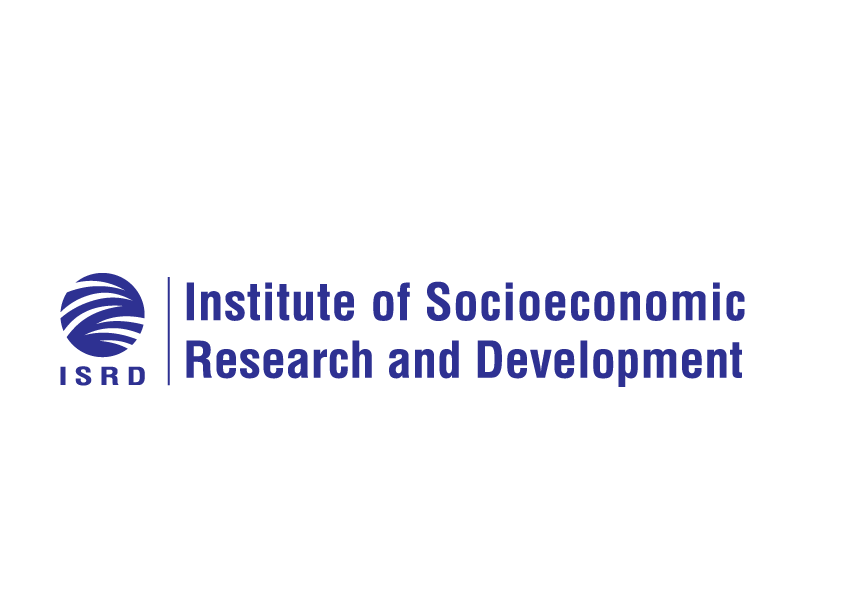 ISRD
Institute of Socioeconomic
Research and Development